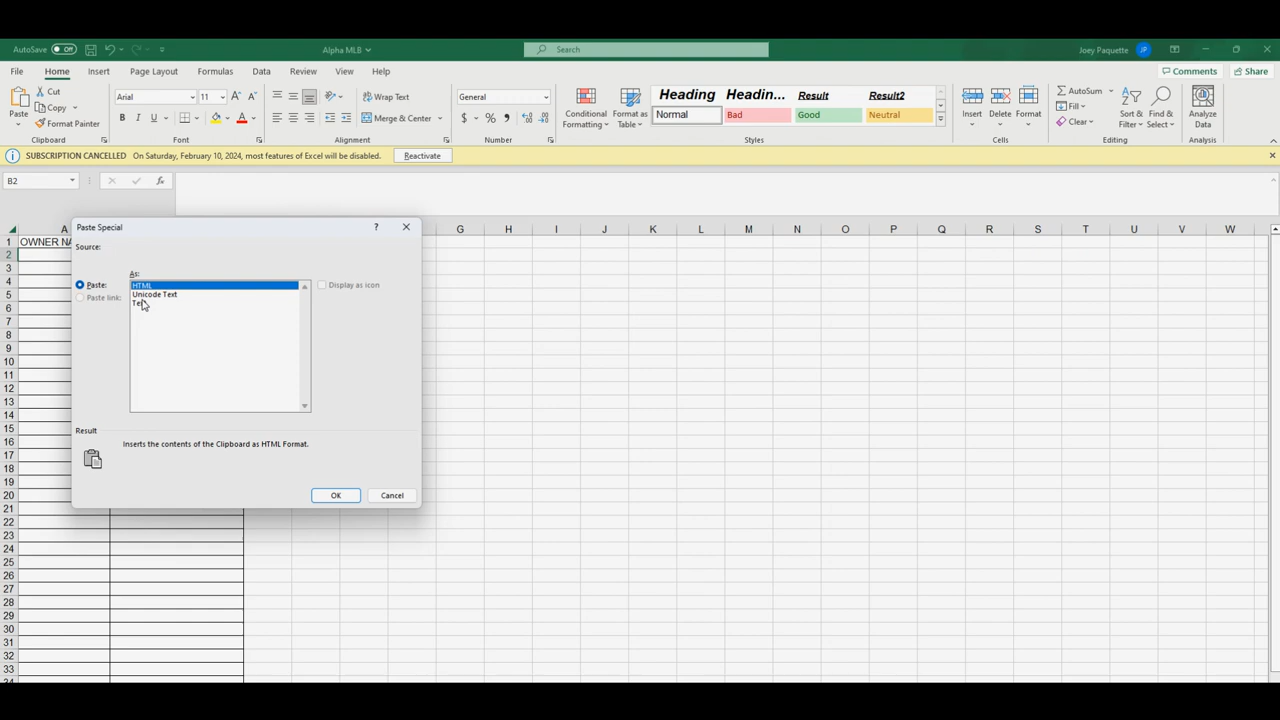 AutoSave Off
Alpha MLB
Search
Joey Paquette JP
File Home Insert Page Layout Formulas Data Review View Help
Comments Share
Paste
Cut
Copy
Format Painter
Clipboard
Arial 11
B I U
Font
Wrap Text
Merge & Center
Alignment
General
$ % ,
Number
Conditional Formatting
Format as Table
Heading Headin... Result Result2
Normal Red Good Neutral
Styles
Insert Delete Format
Cells
AutoSum
Fill
Clear
Sort & Filter
Find & Select
Editing
Analyze Data
Analysis
SUBSCRIPTION CANCELLED On Saturday, February 10, 2024, most features of Excel will be disabled. Reactivate
B2
fx
A G H I J K L M N O P Q R S T U V W
1 OWNER NA
2
3
4
5
6
7
8
9
10
11
12
13
14
15
16
17
18
19
20
21
22
23
24
25
26
27
28
29
30
31
32
33
Paste Special ?
Source:
As:
Paste:
Paste link:
HTML
Unicode Text
Display as icon
Result
Inserts the contents of the Clipboard as HTML Format.
OK Cancel